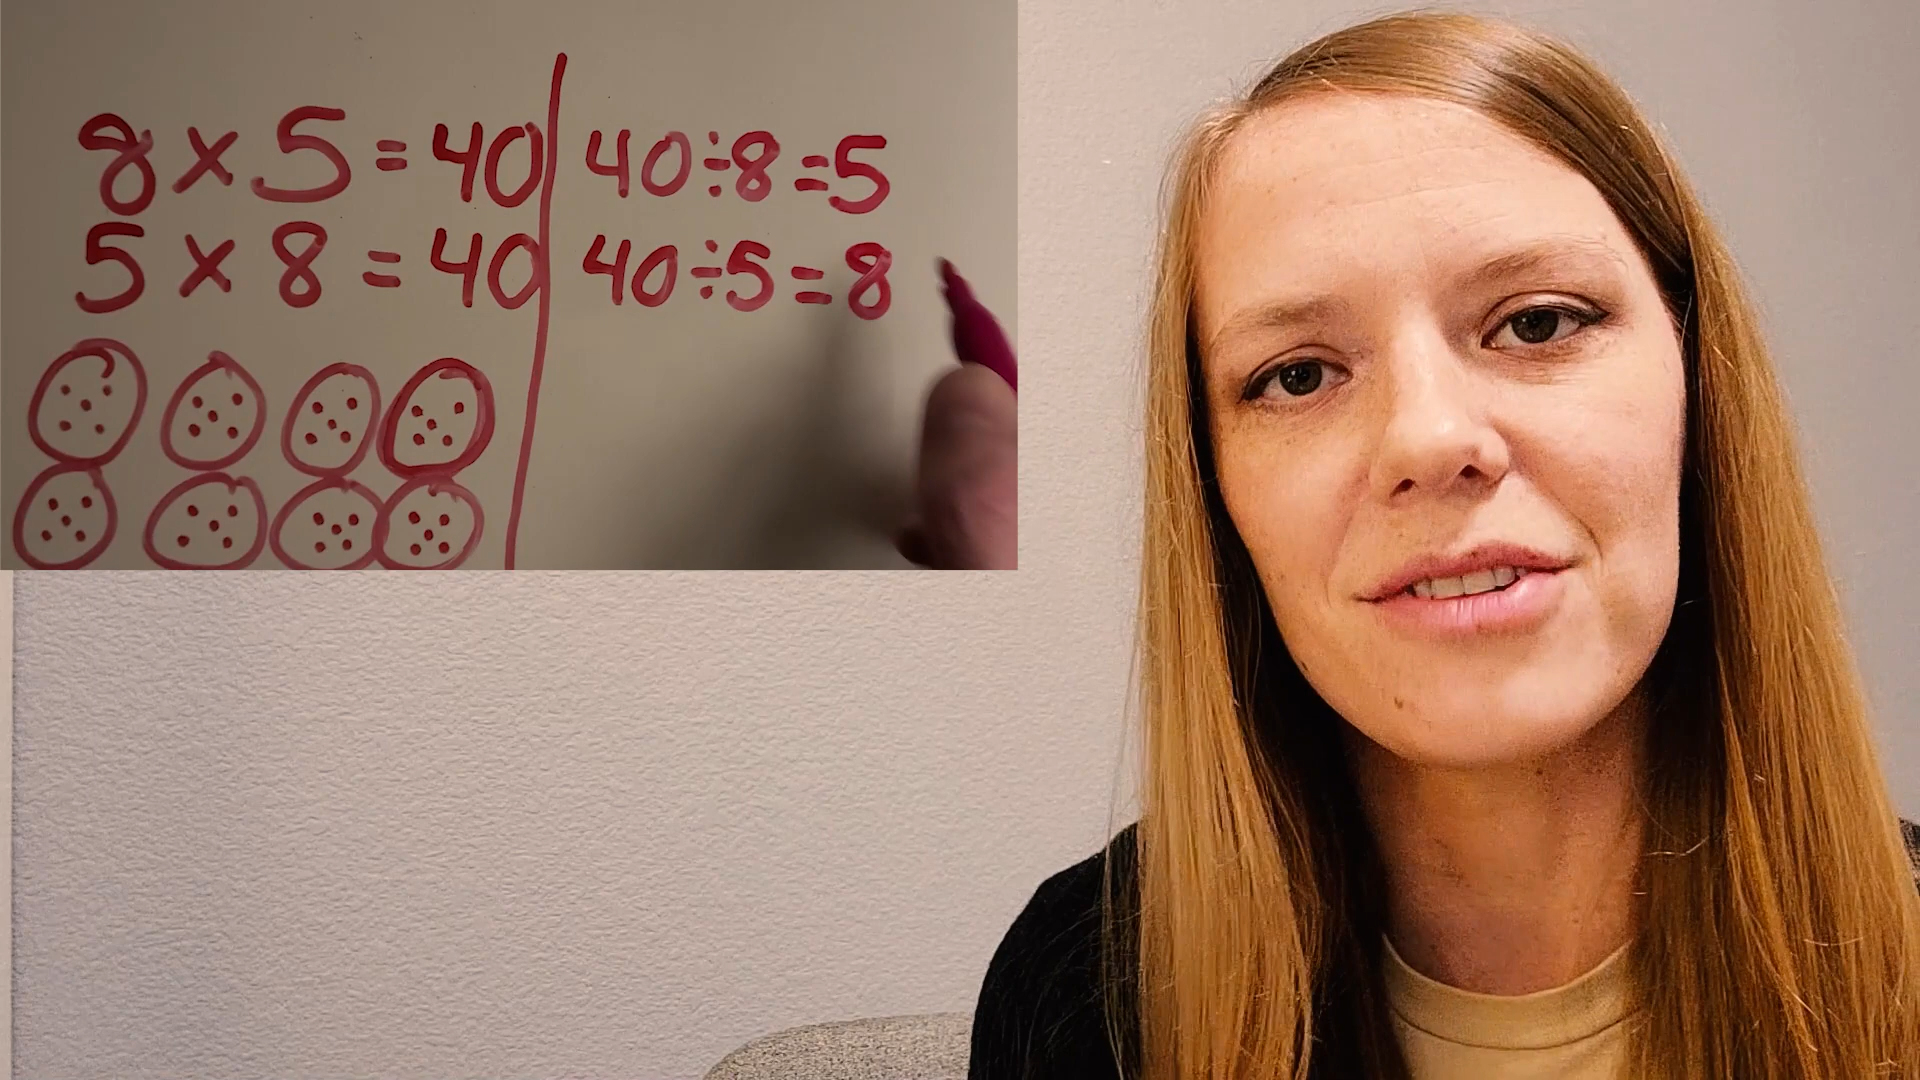 8 × 5 = 40
5 × 8 = 40
40 ÷ 8 = 5
40 ÷ 5 = 8